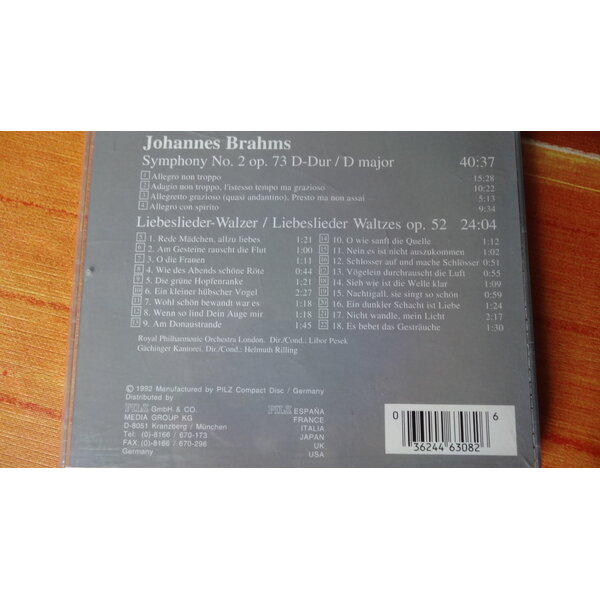 Johannes Brahms
Symphony No. 2 op. 73 D-Dur / D major 40:37
1 Allegro non troppo 15:28
2 Adagio non troppo, l'istesso tempo ma grazioso 10:22
3 Allegretto grazioso (quasi andantino), Presto ma non assai 5:13
4 Allegro con spirito 9:34
Liebeslieder-Walzer / Liebeslieder Waltzes op. 52 24:04
5 1. Rede Mädchen, allzu liebes 1:21
6 2. Am Gesteine rauscht die Flut 1:00
7 3. O die Frauen 1:11
8 4. Wie des Abends schöne Röte 0:44
9 5. Die grüne Hopfenranke 1:21
10 6. Ein kleiner hübscher Vogel 2:27
11 7. Wohl schön bewandt war es 1:18
12 8. Wenn so lind Dein Auge mir 1:18
13 9. Am Donaustrande 1:45
14 10. O wie sanft die Quelle 1:12
15 11. Nein es ist nicht auszukommen 1:02
16 12. Schlosser auf und mache Schlösser 0:51
17 13. Vögelein durchrauscht die Luft 0:55
18 14. Sieh wie ist die Welle klar 1:09
19 15. Nachtigall, sie singt so schön 0:59
20 16. Ein dunkler Schacht ist Liebe 1:24
21 17. Nicht wandle, mein Licht 1:03
22 18. Es bebet das Gesträuche 1:30
Royal Philharmonic Orchestra London. Dir./Cond.: Libor Pesek
Gächinger Kantorei. Dir./Cond.: Helmuth Rilling
© 1992 Manufactured by PILZ Compact Disc / Germany
Distributed by
PILZ GmbH & CO.
MEDIA GROUP KG
D-8051 Kranzberg / München
Tel: (0)-8166 / 670-173
FAX: (0)-8166 / 670-296
Germany
PILZ ESPAÑA
FRANCE
ITALIA
JAPAN
UK
USA
0 36244 63082 6